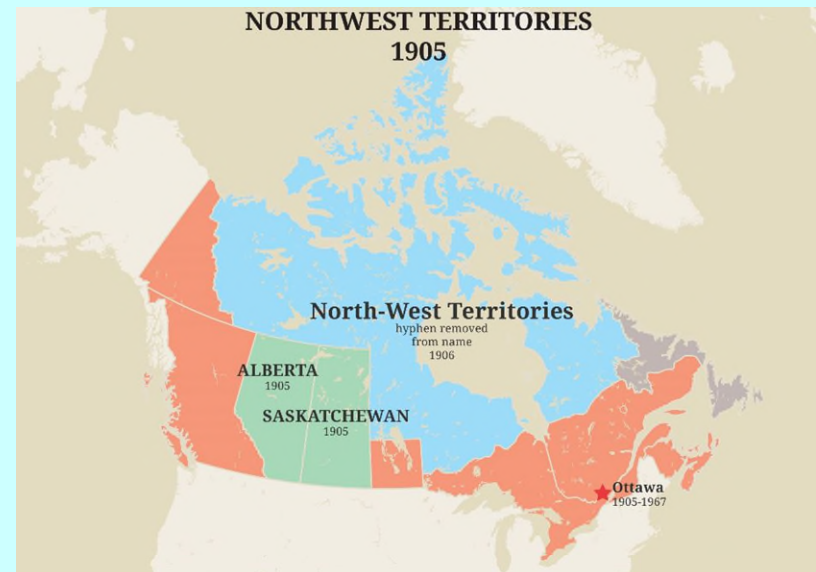 NORTHWEST TERRITORIES
1905
North-West Territories
hyphen removed
from name
1906
ALBERTA
1905
SASKATCHEWAN
1905
Ottawa
1905-1967